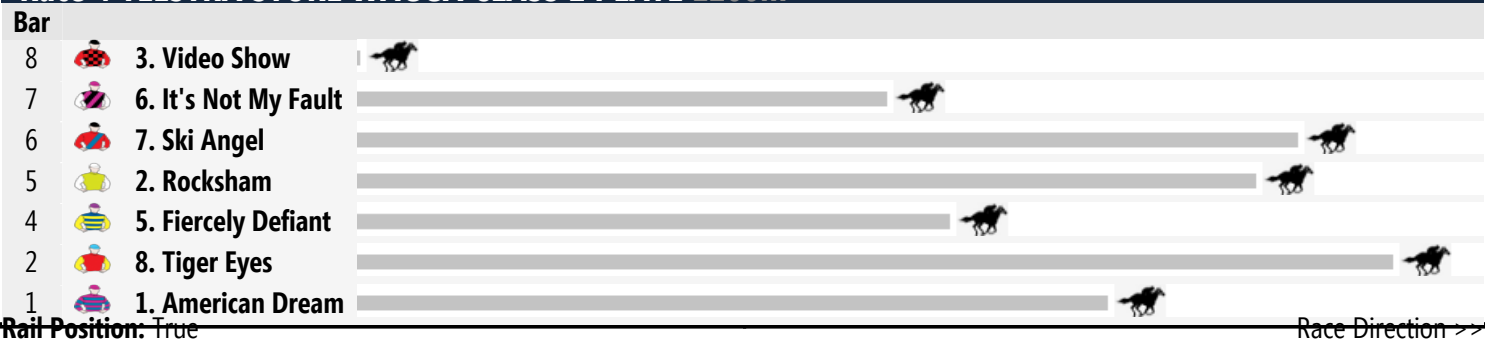 Bar
8 3. Video Show
7 6. It's Not My Fault
6 7. Ski Angel
5 2. Rocksham
4 5. Fiercely Defiant
2 8. Tiger Eyes
1 1. American Dream
Rail Position: True Race Direction >>